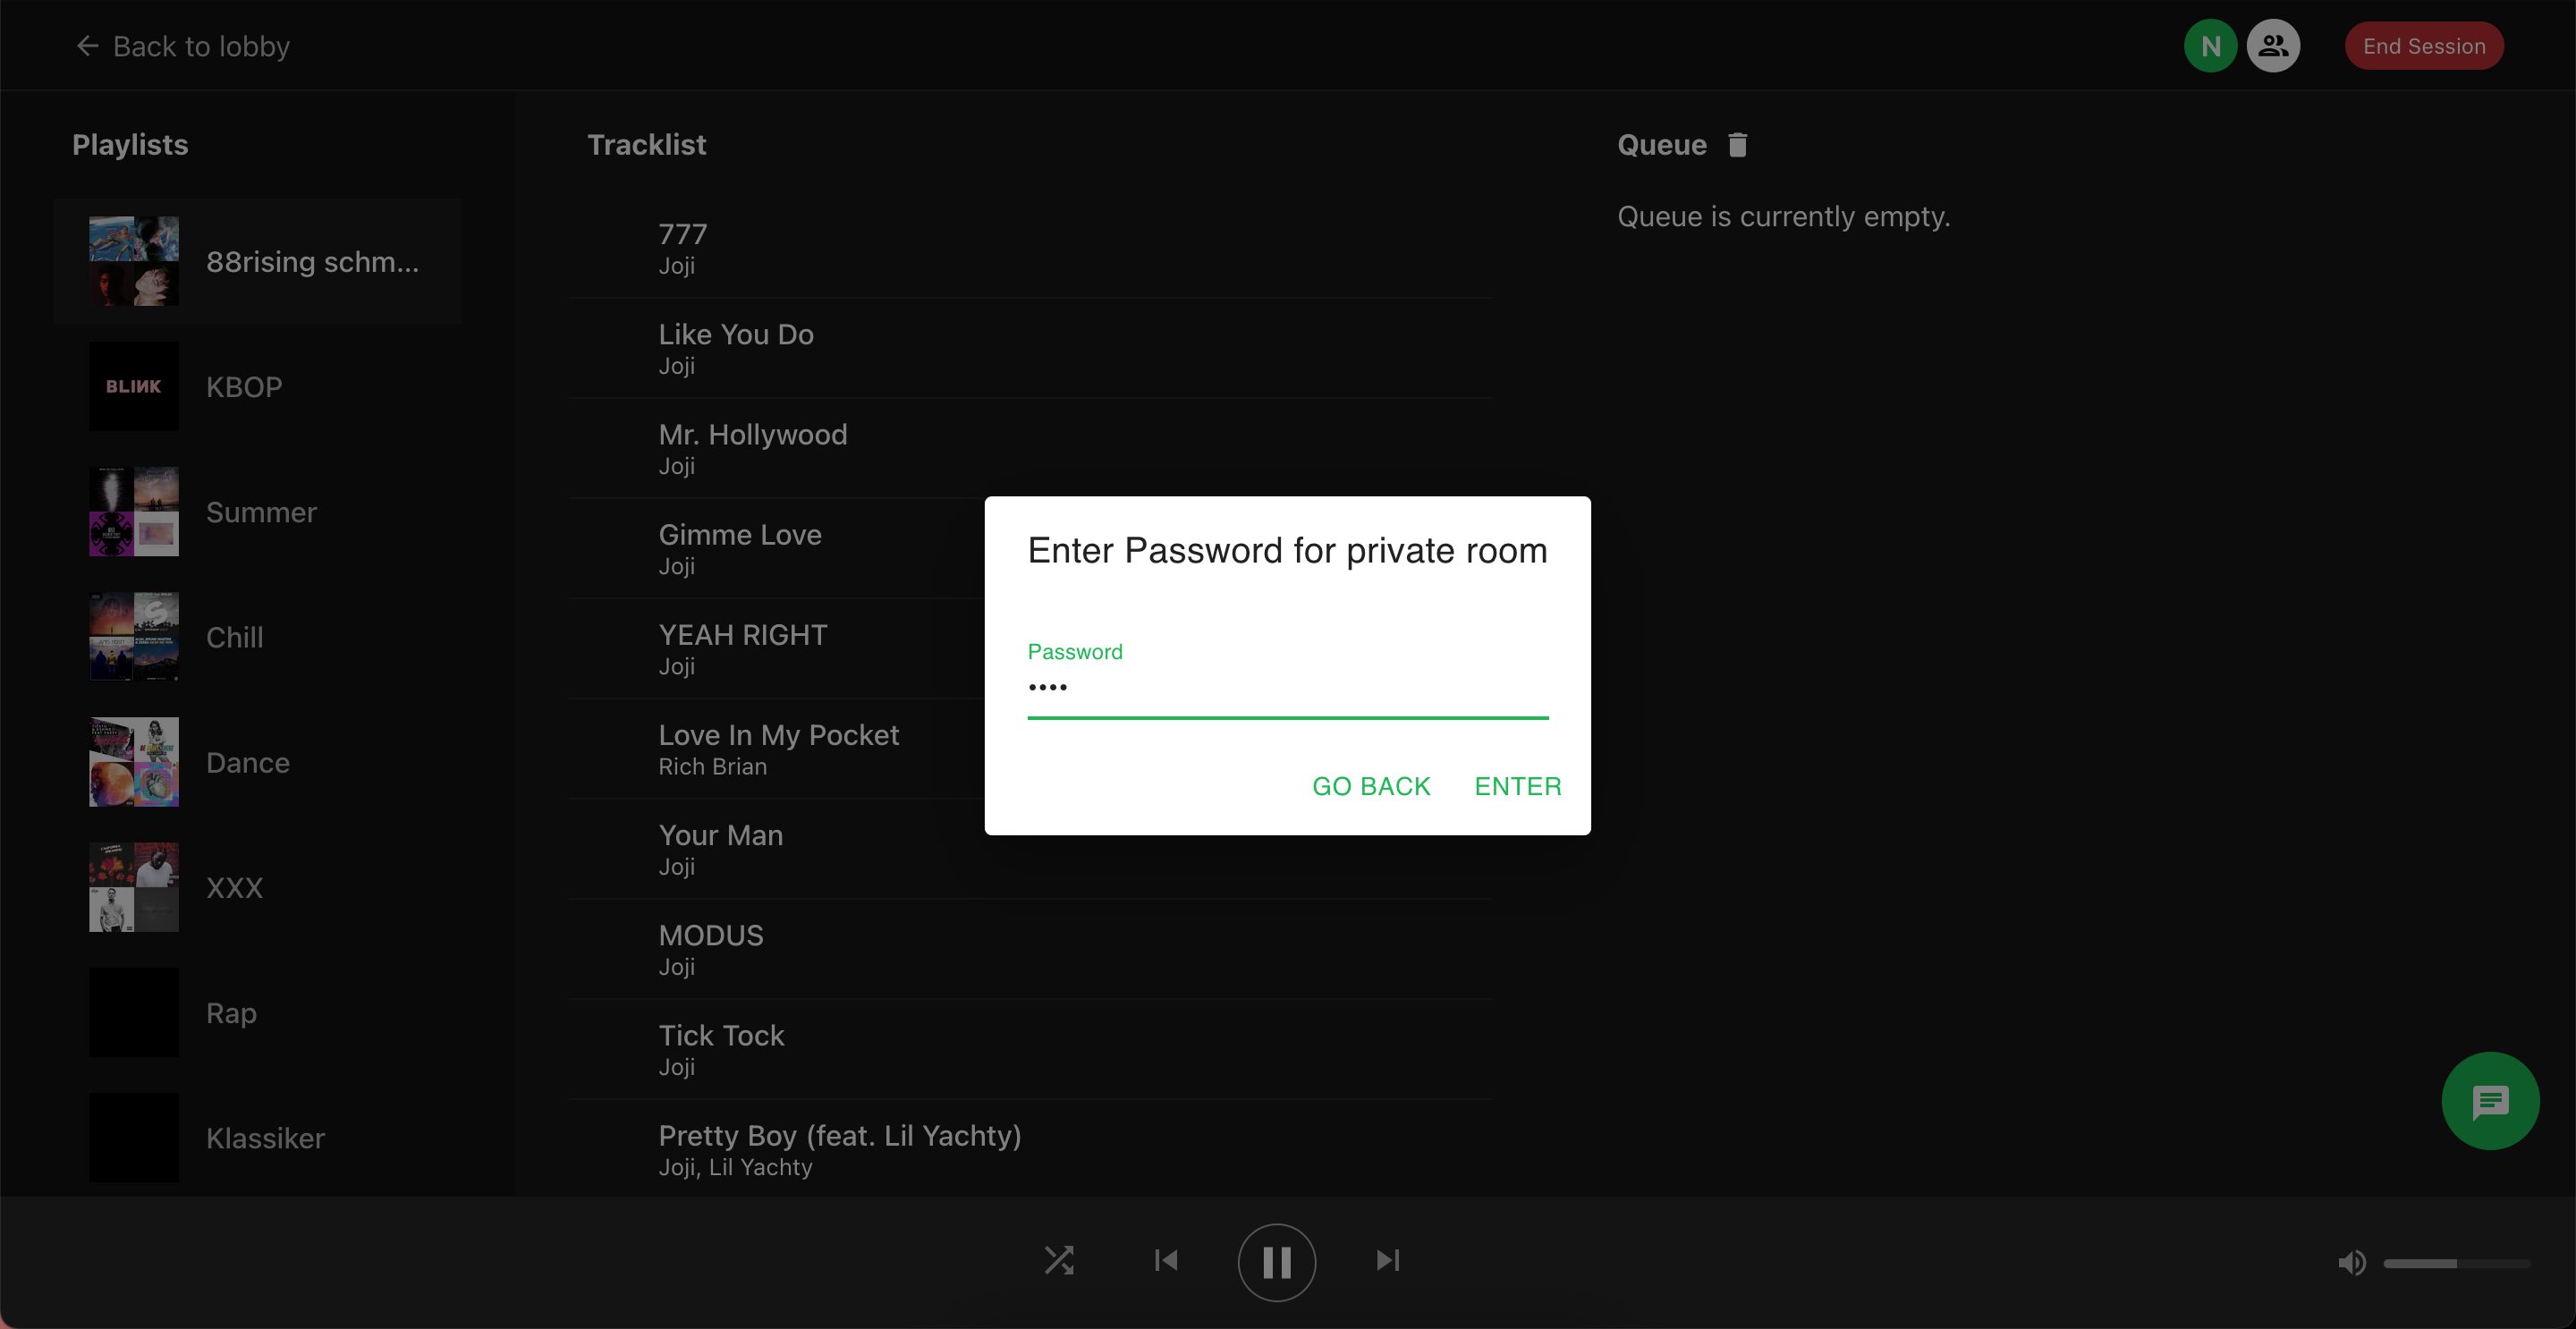 Back to lobby
N
End Session
Playlists
88rising schm...
BLINK
KBOP
Summer
Chill
Dance
XXX
Rap
Klassiker
Tracklist
777
Joji
Like You Do
Joji
Mr. Hollywood
Joji
Gimme Love
Joji
YEAH RIGHT
Joji
Love In My Pocket
Rich Brian
Your Man
Joji
MODUS
Joji
Tick Tock
Joji
Pretty Boy (feat. Lil Yachty)
Joji, Lil Yachty
Queue
Queue is currently empty.
Enter Password for private room
Password
••••
GO BACK
ENTER